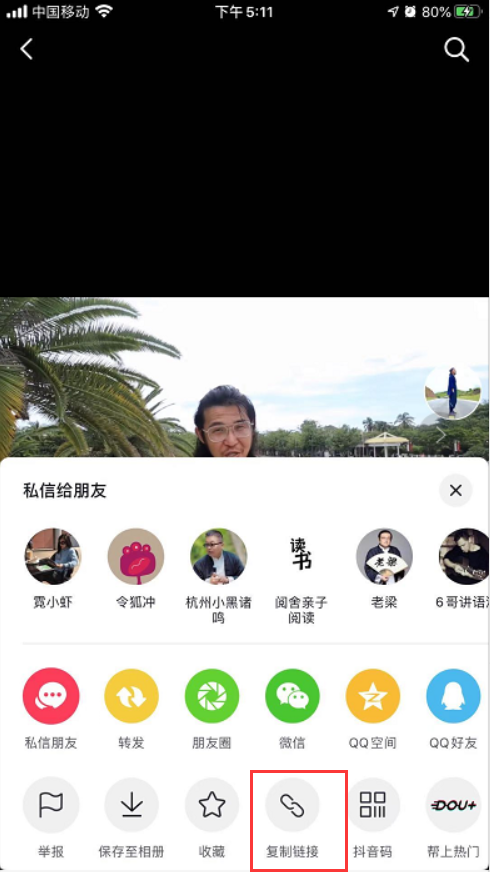 中国移动
下午5:11
80%
私信给朋友
霓小虾
令狐冲
杭州小黑诸
鸣
读
书
阅舍亲子
阅读
老梁
老梁
6哥讲语
私信朋友
转发
朋友圈
微信
QQ空间
QQ好友
DOU+
举报
保存至相册
收藏
复制链接
抖音码
帮上热门